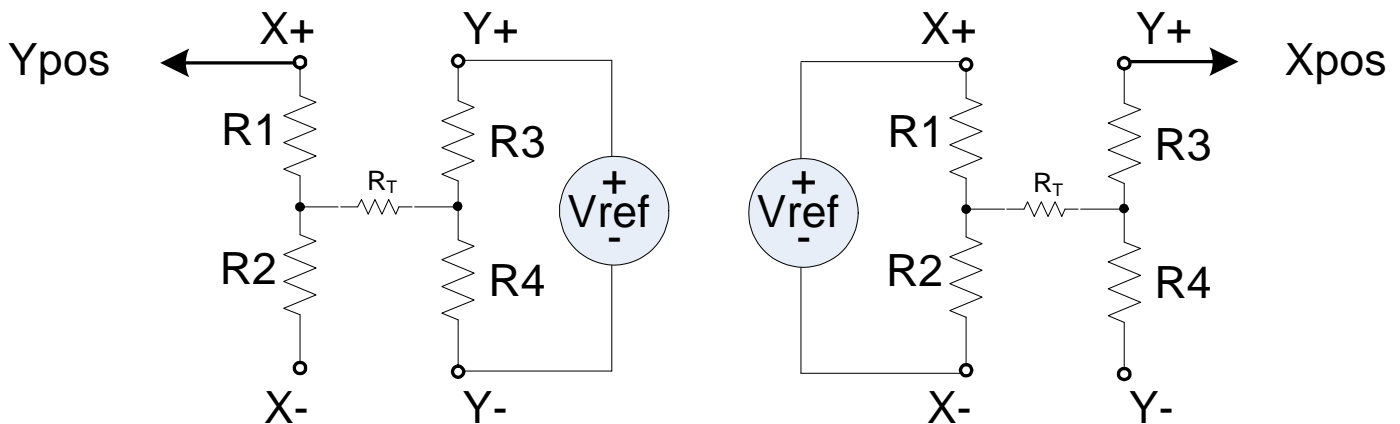 X+ Y+
Ypos
R1
R3
RT
+
Vref
-
R2
R4
X- Y-
X+ Y+
Xpos
R1
R3
RT
+
Vref
-
R2
R4
X- Y-